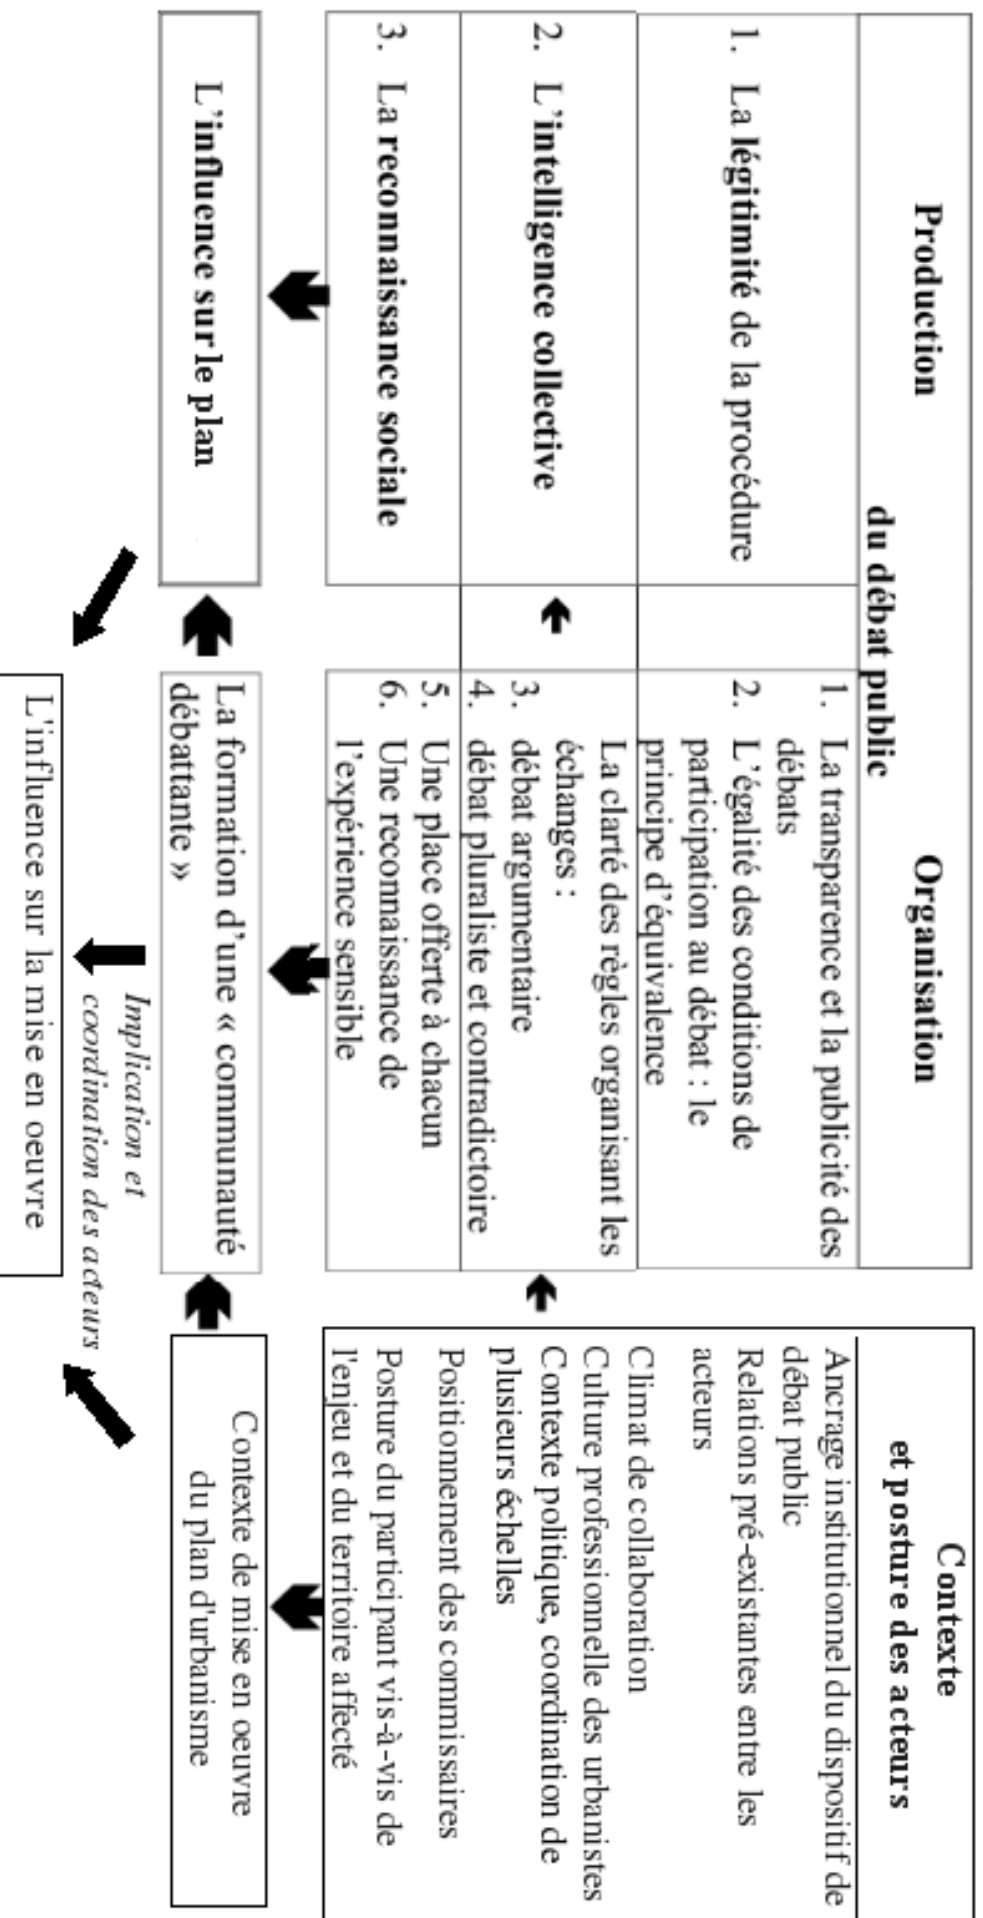 Production
Organisation
du débat public
1. La légitimité de la procédure
2. L'intelligence collective
3. La reconnaissance sociale
1. La transparence et la publicité des
débats
2. L'égalité des conditions de
participation au débat : le
principe d'équivalence
La clarté des règles organisant les
échanges :
3. débat argumentaire
4. débat pluraliste et contradictoire
5. Une place offerte à chacun
6. Une reconnaissance de
l'expérience sensible
Contexte
et posture des acteurs
Ancrage institutionnel du dispositif de
débat public
Relations pré-existantes entre les
acteurs
Climat de collaboration
Culture professionnelle des urbanistes
Contexte politique, coordination de
plusieurs échelles
Positionnement des commissaires
Posture du participant vis-à-vis de
l'enjeu et du territoire affecté
L'influence sur le plan
La formation d'une « communauté
débattante »
Contexte de mise en oeuvre
du plan d'urbanisme
Implication et
coordination des acteurs
L'influence sur la mise en oeuvre